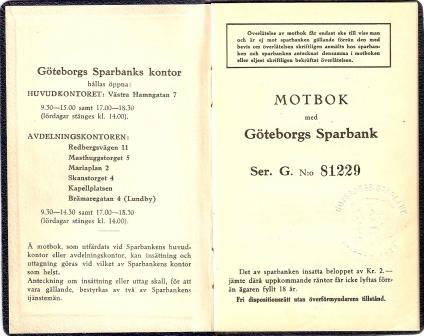 Göteborgs Sparbanks kontor
hållas öppna:
HUVUDKONTORET: Västra Hamngatan 7
9.30—15.00 samt 17.00—18.30
(lördagar stänges kl. 14.00).
AVDELNINGSKONTOREN:
Redbergsvägen 11
Masthuggstorget 5
Mariaplan 2
Skanstorget 4
Kapellplatsen
Brämaregatan 4 (Lundby)
9.30—14.30 samt 17.00—18.30
(lördagar stänges kl. 14.00).
Å motbok, som utfärdats vid Sparbankens huvud-
kontor eller avdelningskontor, kan insättning och
uttagning göras vid vilket av Sparbankens kontor
som helst.
Anteckning om insättning eller uttag skall, för att
vara gällande, bestyrkas av två av Sparbankens
tjänstemän.
Överlåtelse av motbok får endast ske till viss man
och är ej mot sparbanken gällande förrän den med
bevis om överlåtelsen skriftligen anmälts hos sparban-
ken och sparbanken antecknat densamma i motboken
eller eljest skriftligen bekräftat överlåtelsen.
MOTBOK
med
Göteborgs Sparbank
Ser. G. N:o 81229
Det av sparbanken insatta beloppet av Kr. 2.—
jämte därå uppkommande räntor får icke lyftas förr-
än ägaren fyllt 18 år.
Fri dispositionsrätt utan överförmyndarens tillstånd.